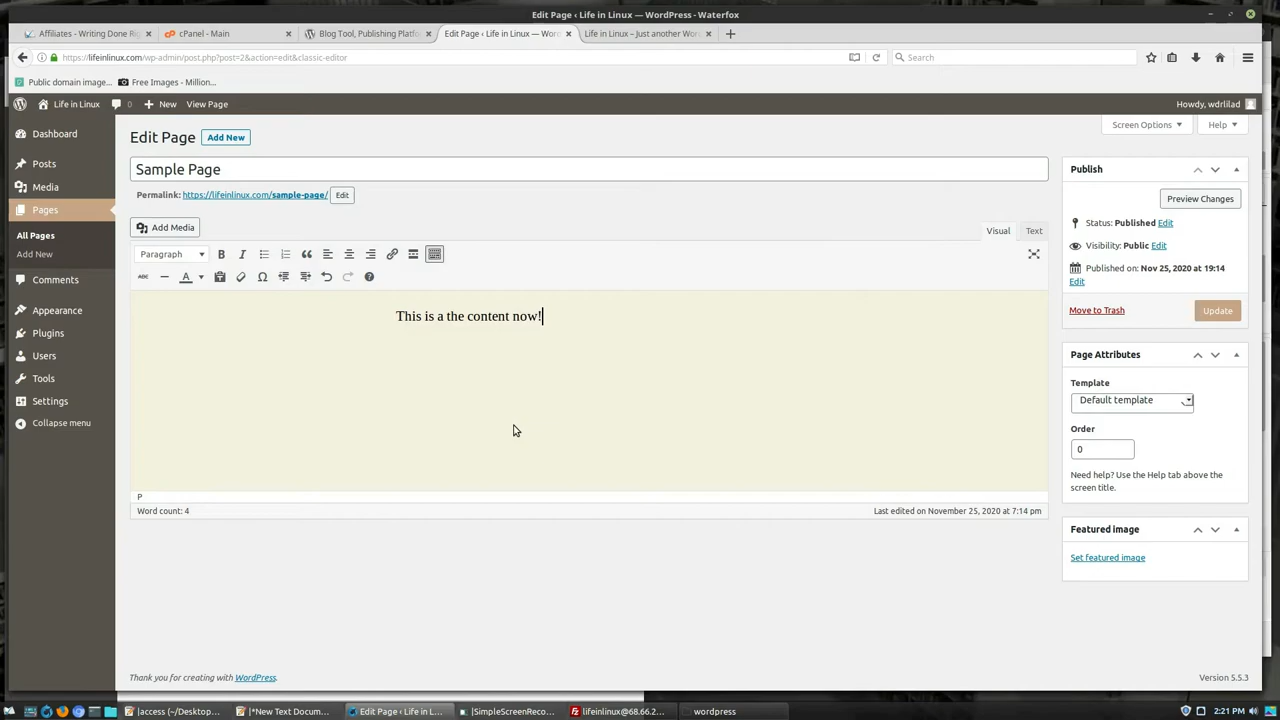 Edit Page ‹ Life in Linux — WordPress - Waterfox
Affiliates - Writing Done Rig
cPanel - Main
Blog Tool, Publishing Platfo
Edit Page ‹ Life in Linux — Word
Life in Linux – Just another Wor
https://lifeinlinux.com/wp-admin/post.php?post=2&action=edit&classic-editor
Search
Public domain image...
Free Images - Million...
Life in Linux
0
New
View Page
Howdy, wdrlilad
Dashboard
Posts
Media
Pages
All Pages
Add New
Comments
Appearance
Plugins
Users
Tools
Settings
Collapse menu
Screen Options
Help
Edit Page
Add New
Sample Page
Permalink: https://lifeinlinux.com/sample-page/
Edit
Add Media
Visual
Text
Paragraph
B
I
ABC
A
This is a the content now!
P
Word count: 4
Last edited on November 25, 2020 at 7:14 pm
Publish
Preview Changes
Status: Published Edit
Visibility: Public Edit
Published on: Nov 25, 2020 at 19:14
Edit
Move to Trash
Update
Page Attributes
Template
Default template
Order
0
Need help? Use the Help tab above the
screen title.
Featured image
Set featured image
Thank you for creating with WordPress.
Version 5.5.3
|access (~/Desktop...
|*New Text Docum...
Edit Page ‹ Life in L...
|SimpleScreenReco...
lifeinlinux@68.66.2...
wordpress
2:21 PM